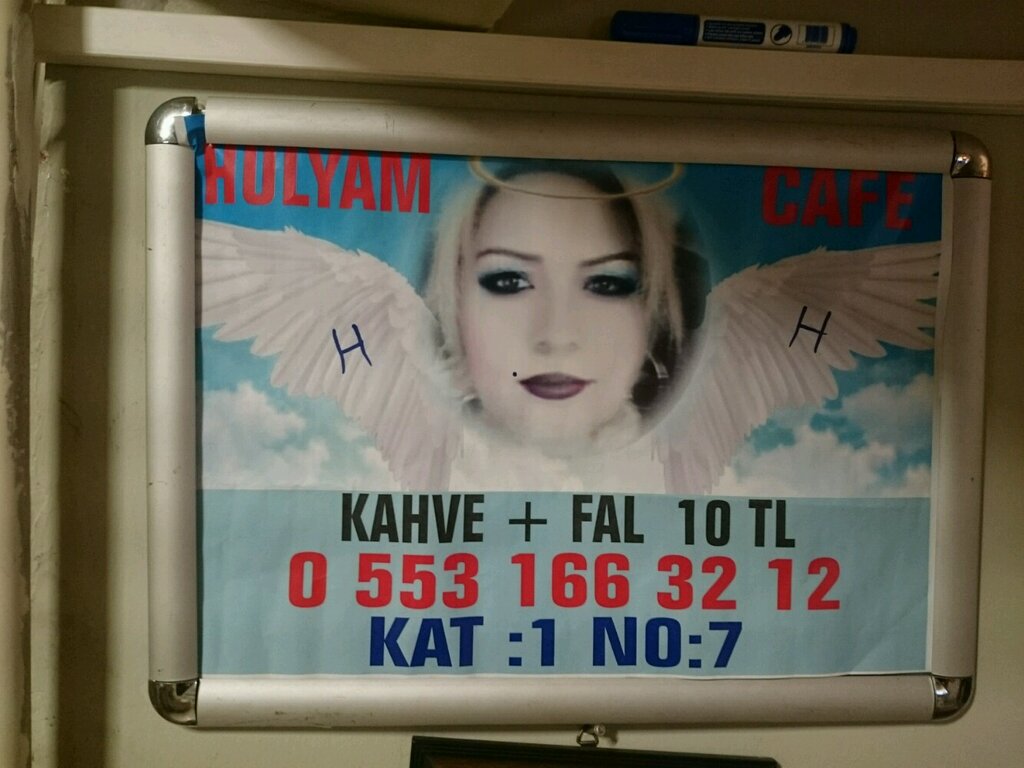 HULYAM CAFE
H H
KAHVE + FAL 10 TL
0 553 166 32 12
KAT :1 NO:7